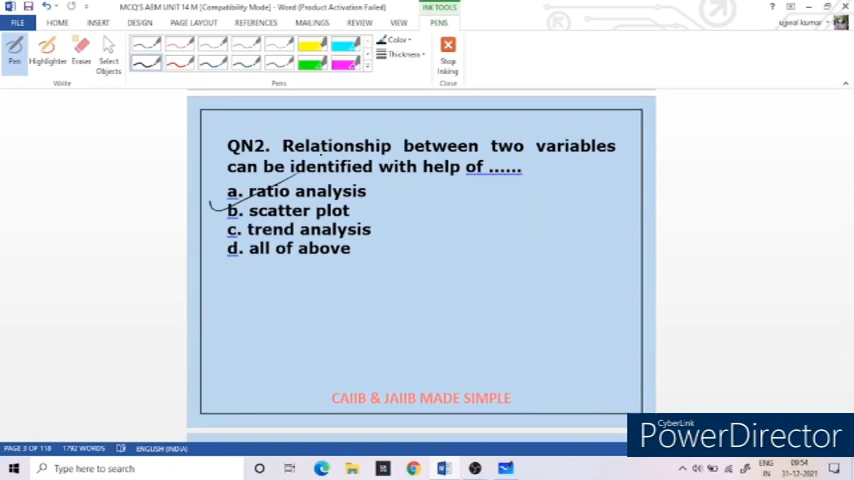 MCQ'S ABM UNIT 14 M [Compatibility Mode] - Word (Product Activation Failed)
INK TOOLS
FILE HOME INSERT DESIGN PAGE LAYOUT REFERENCES MAILINGS REVIEW VIEW PENS
ujjwal kumar
Pen Highlighter Eraser Select Objects
Color
Thickness
Stop Inking
Write Pens Close
QN2. Relationship between two variables
can be identified with help of ......
a. ratio analysis
b. scatter plot
c. trend analysis
d. all of above
CAIIB & JAIIB MADE SIMPLE
CyberLink
PowerDirector
PAGE 3 OF 118 1792 WORDS ENGLISH (INDIA)
Type here to search
ENG 09:54
IN 31-12-2021